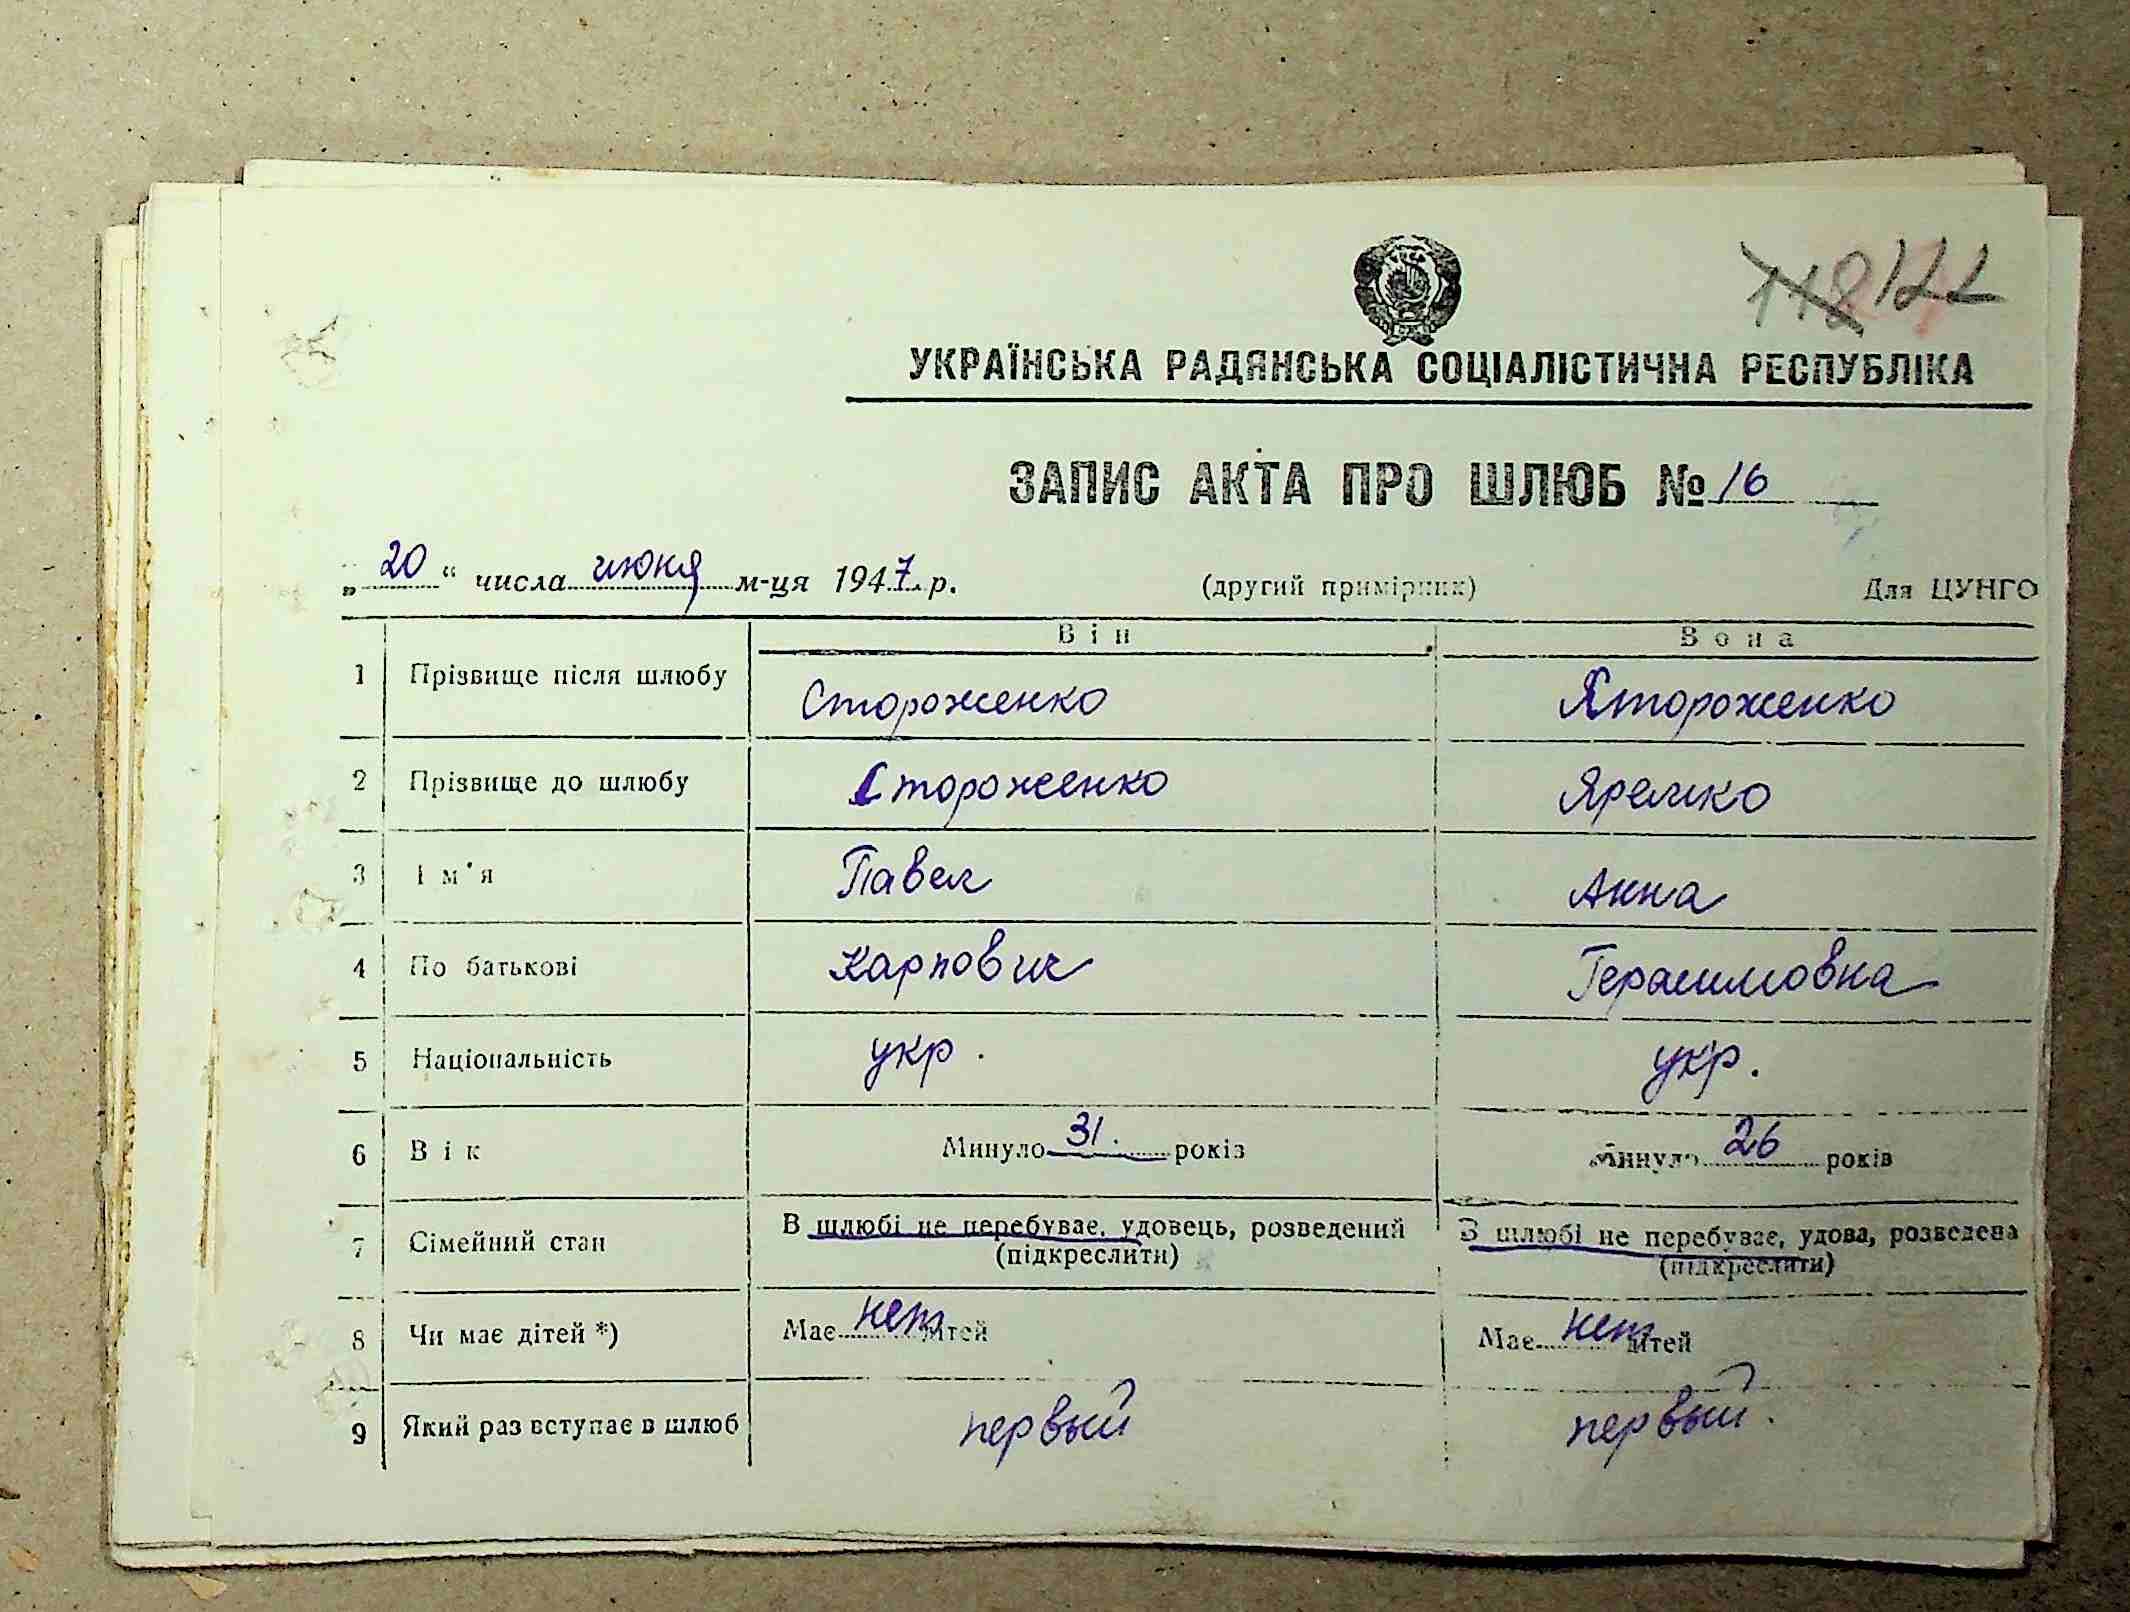 118 122
УКРАЇНСЬКА РАДЯНСЬКА СОЦІАЛІСТИЧНА РЕСПУБЛІКА
ЗАПИС АКТА ПРО ШЛЮБ № 16
„20“ числа июня м-ця 1947 р. (другий примірник) Для ЦУНГО
Він Вона
1 Прізвище після шлюбу Стороженко Стороженко
2 Прізвище до шлюбу Стороженко Яремко
3 Ім'я Павел Анна
4 По батькові Карпович Герасимовна
5 Національність укр. укр.
6 Вік Минуло 31. років Минуло 26 років
7 Сімейний стан В шлюбі не перебуває, удовець, розведений В шлюбі не перебуває, удова, розведена
(підкреслити) (підкреслити)
8 Чи має дітей *) Має нет дітей Має нет дітей
9 Який раз вступає в шлюб первый первый.